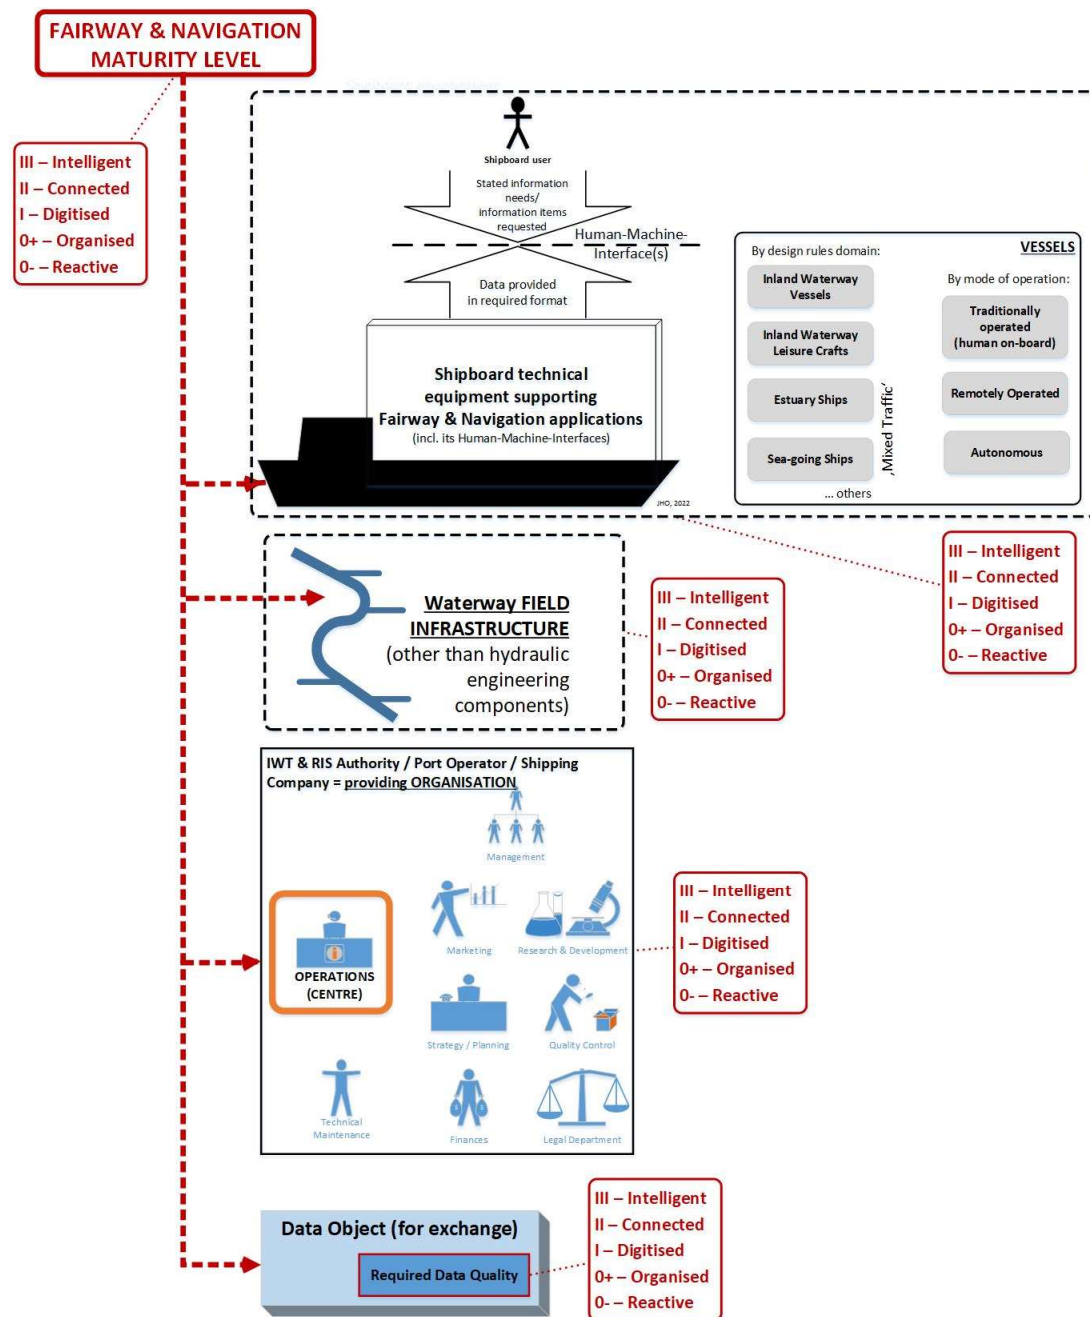 FAIRWAY & NAVIGATION
MATURITY LEVEL
III – Intelligent
II – Connected
I – Digitised
0+ – Organised
0- – Reactive
Shipboard user
Stated information
needs/
information items
requested
Human-Machine-
Interface(s)
Data provided
in required format
Shipboard technical
equipment supporting
Fairway & Navigation applications
(incl. its Human-Machine-Interfaces)
JHO, 2022
VESSELS
By design rules domain:
Inland Waterway
Vessels
Inland Waterway
Leisure Crafts
Estuary Ships
Sea-going Ships
... others
‚Mixed Traffic‘
By mode of operation:
Traditionally
operated
(human on-board)
Remotely Operated
Autonomous
III – Intelligent
II – Connected
I – Digitised
0+ – Organised
0- – Reactive
Waterway FIELD
INFRASTRUCTURE
(other than hydraulic
engineering
components)
III – Intelligent
II – Connected
I – Digitised
0+ – Organised
0- – Reactive
IWT & RIS Authority / Port Operator / Shipping
Company = providing ORGANISATION
Management
Marketing
Research & Development
OPERATIONS
(CENTRE)
Strategy / Planning
Quality Control
Technical
Maintenance
Finances
Legal Department
III – Intelligent
II – Connected
I – Digitised
0+ – Organised
0- – Reactive
Data Object (for exchange)
Required Data Quality
III – Intelligent
II – Connected
I – Digitised
0+ – Organised
0- – Reactive